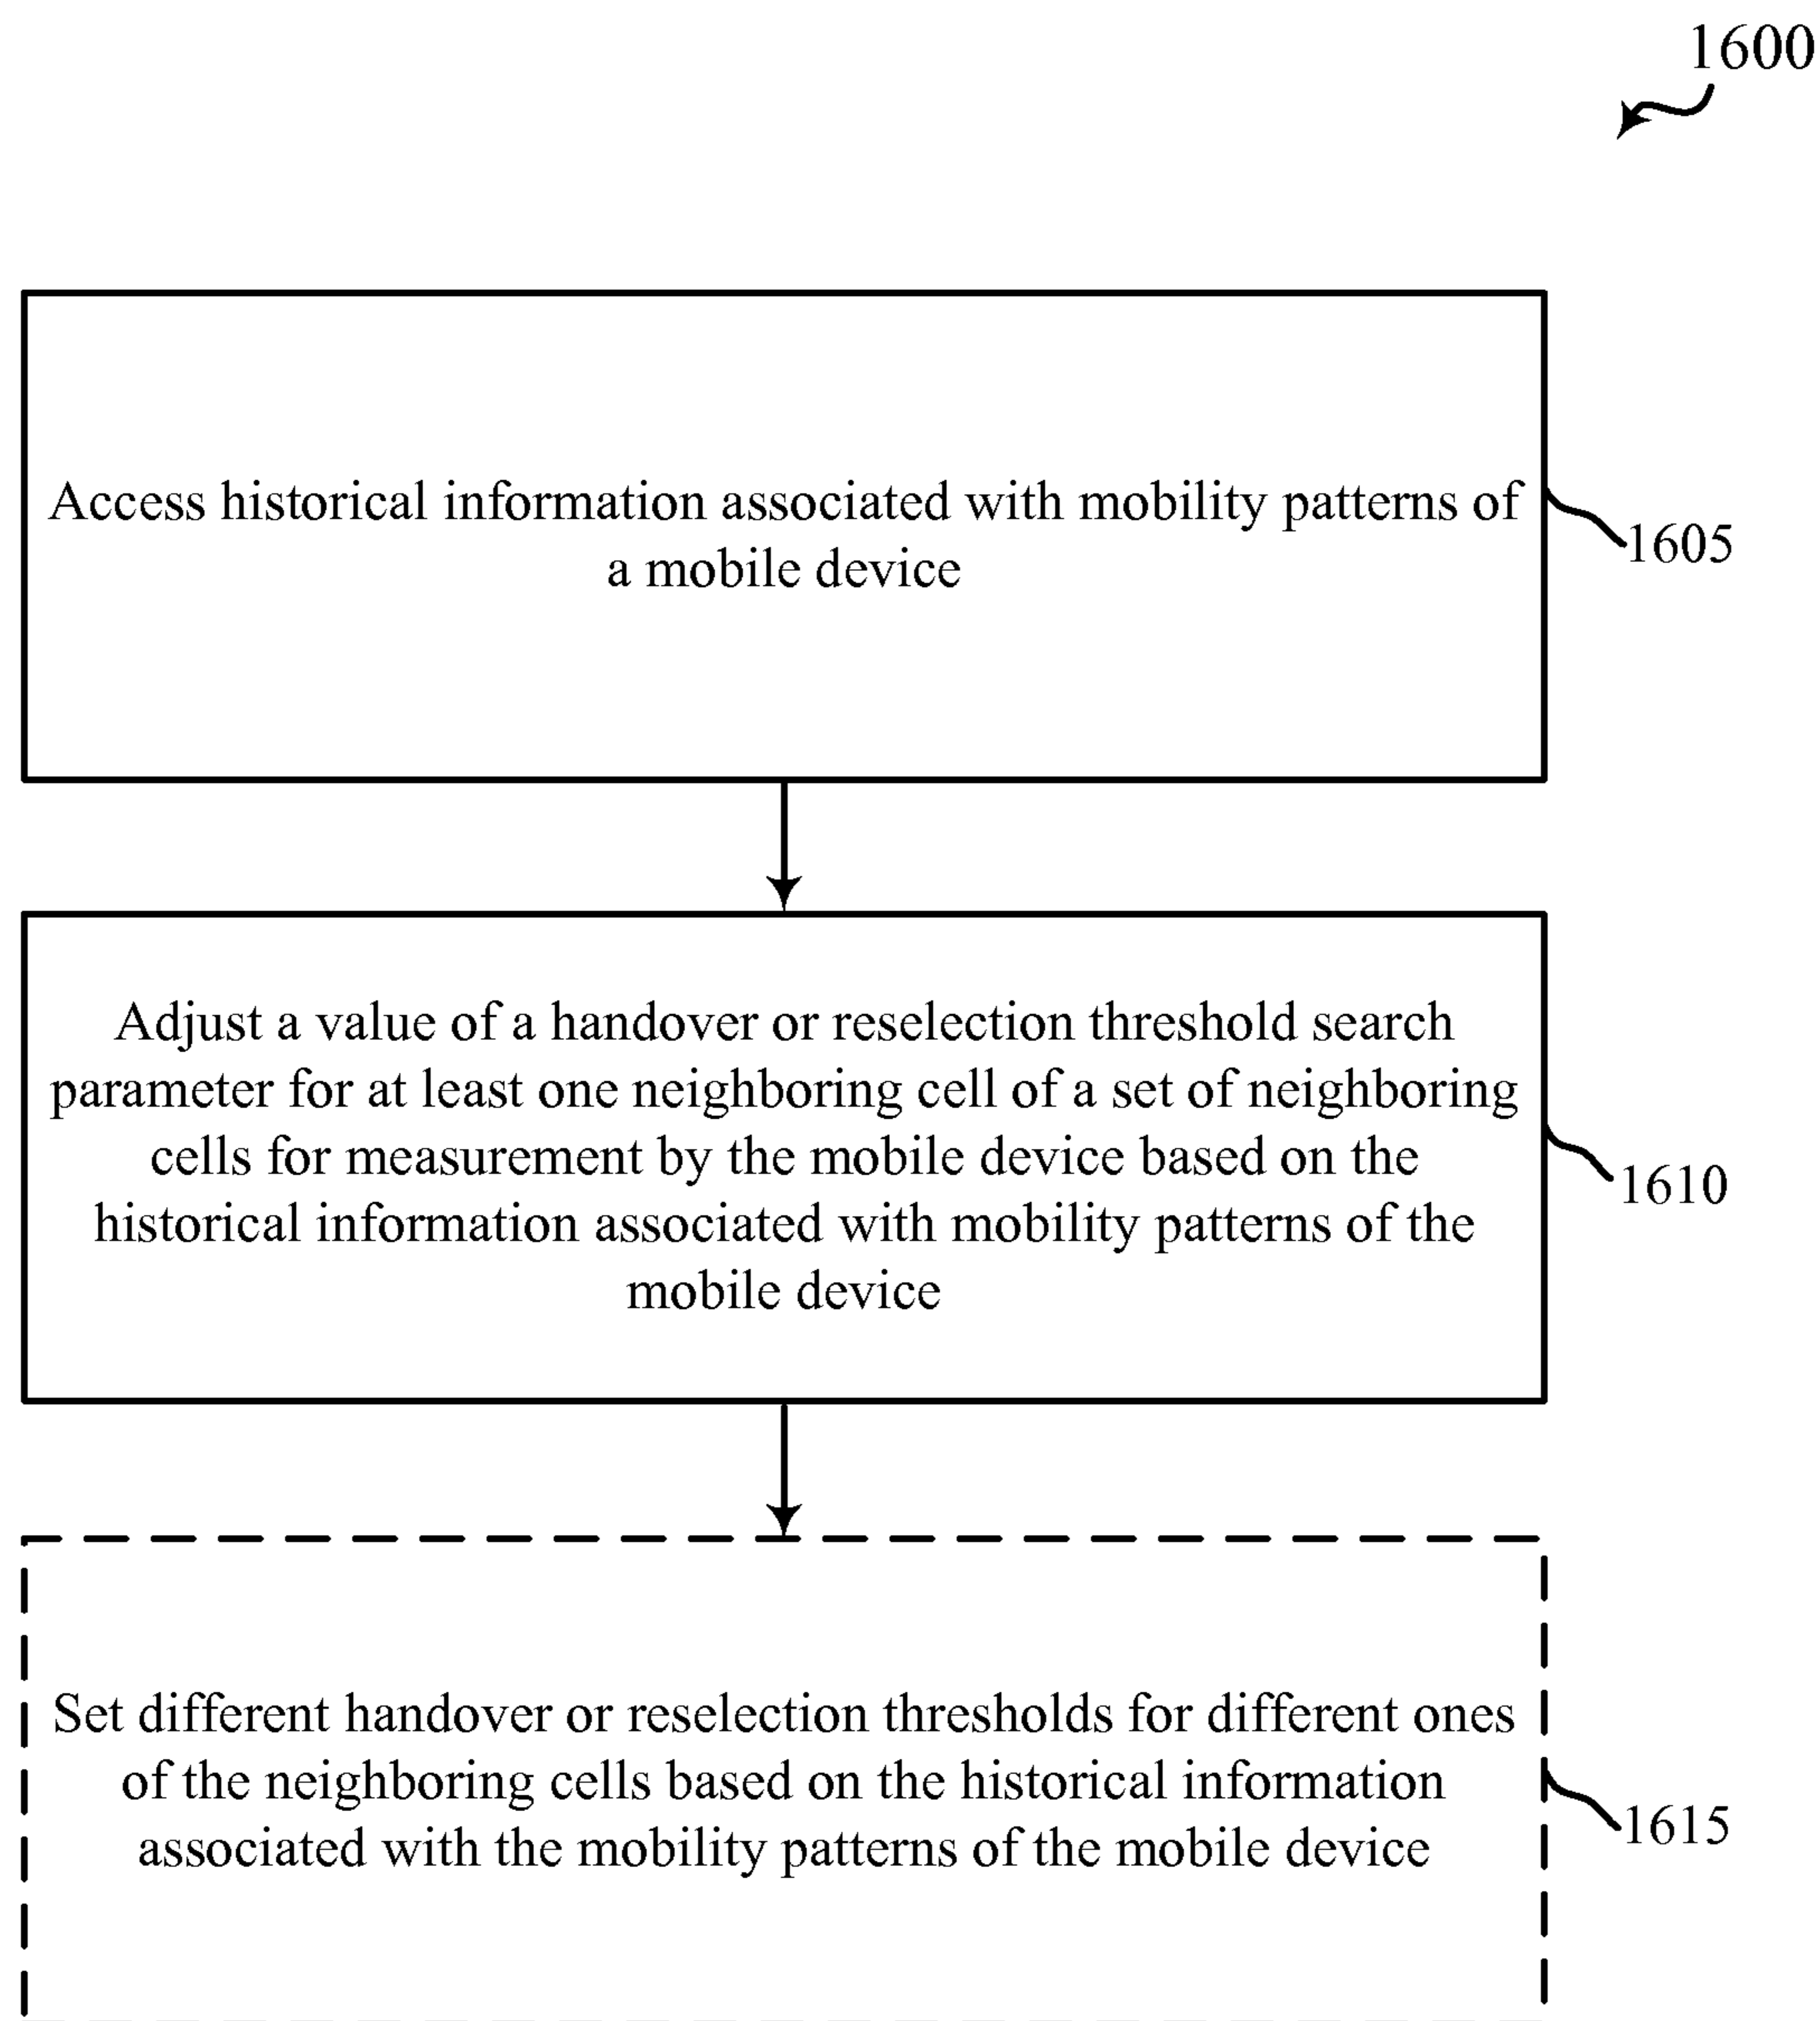 1600
Access historical information associated with mobility patterns of
a mobile device
1605
Adjust a value of a handover or reselection threshold search
parameter for at least one neighboring cell of a set of neighboring
cells for measurement by the mobile device based on the
historical information associated with mobility patterns of the
mobile device
1610
Set different handover or reselection thresholds for different ones
of the neighboring cells based on the historical information
associated with the mobility patterns of the mobile device
1615